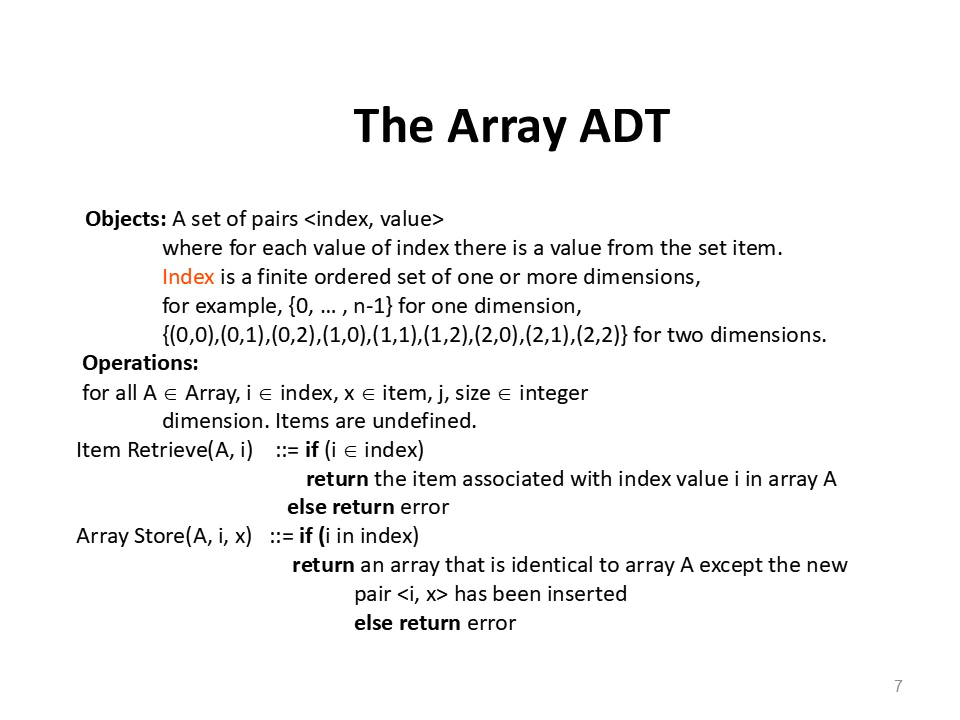 The Array ADT
Objects: A set of pairs <index, value>
where for each value of index there is a value from the set item.
Index is a finite ordered set of one or more dimensions,
for example, {0, … , n-1} for one dimension,
{(0,0),(0,1),(0,2),(1,0),(1,1),(1,2),(2,0),(2,1),(2,2)} for two dimensions.
Operations:
for all A ∈ Array, i ∈ index, x ∈ item, j, size ∈ integer
dimension. Items are undefined.
Item Retrieve(A, i) ::= if (i ∈ index)
return the item associated with index value i in array A
else return error
Array Store(A, i, x) ::= if (i in index)
return an array that is identical to array A except the new
pair <i, x> has been inserted
else return error
7